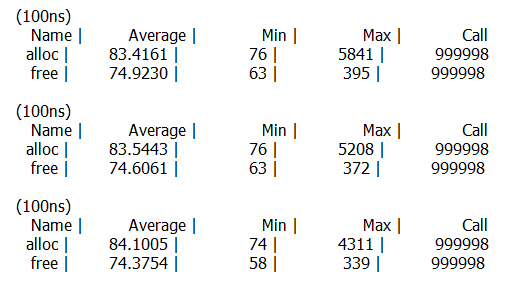 (100ns)
Name | Average | Min | Max | Call
alloc | 83.4161 | 76 | 5841 | 999998
free | 74.9230 | 63 | 395 | 999998
(100ns)
Name | Average | Min | Max | Call
alloc | 83.5443 | 76 | 5208 | 999998
free | 74.6061 | 63 | 372 | 999998
(100ns)
Name | Average | Min | Max | Call
alloc | 84.1005 | 74 | 4311 | 999998
free | 74.3754 | 58 | 339 | 999998